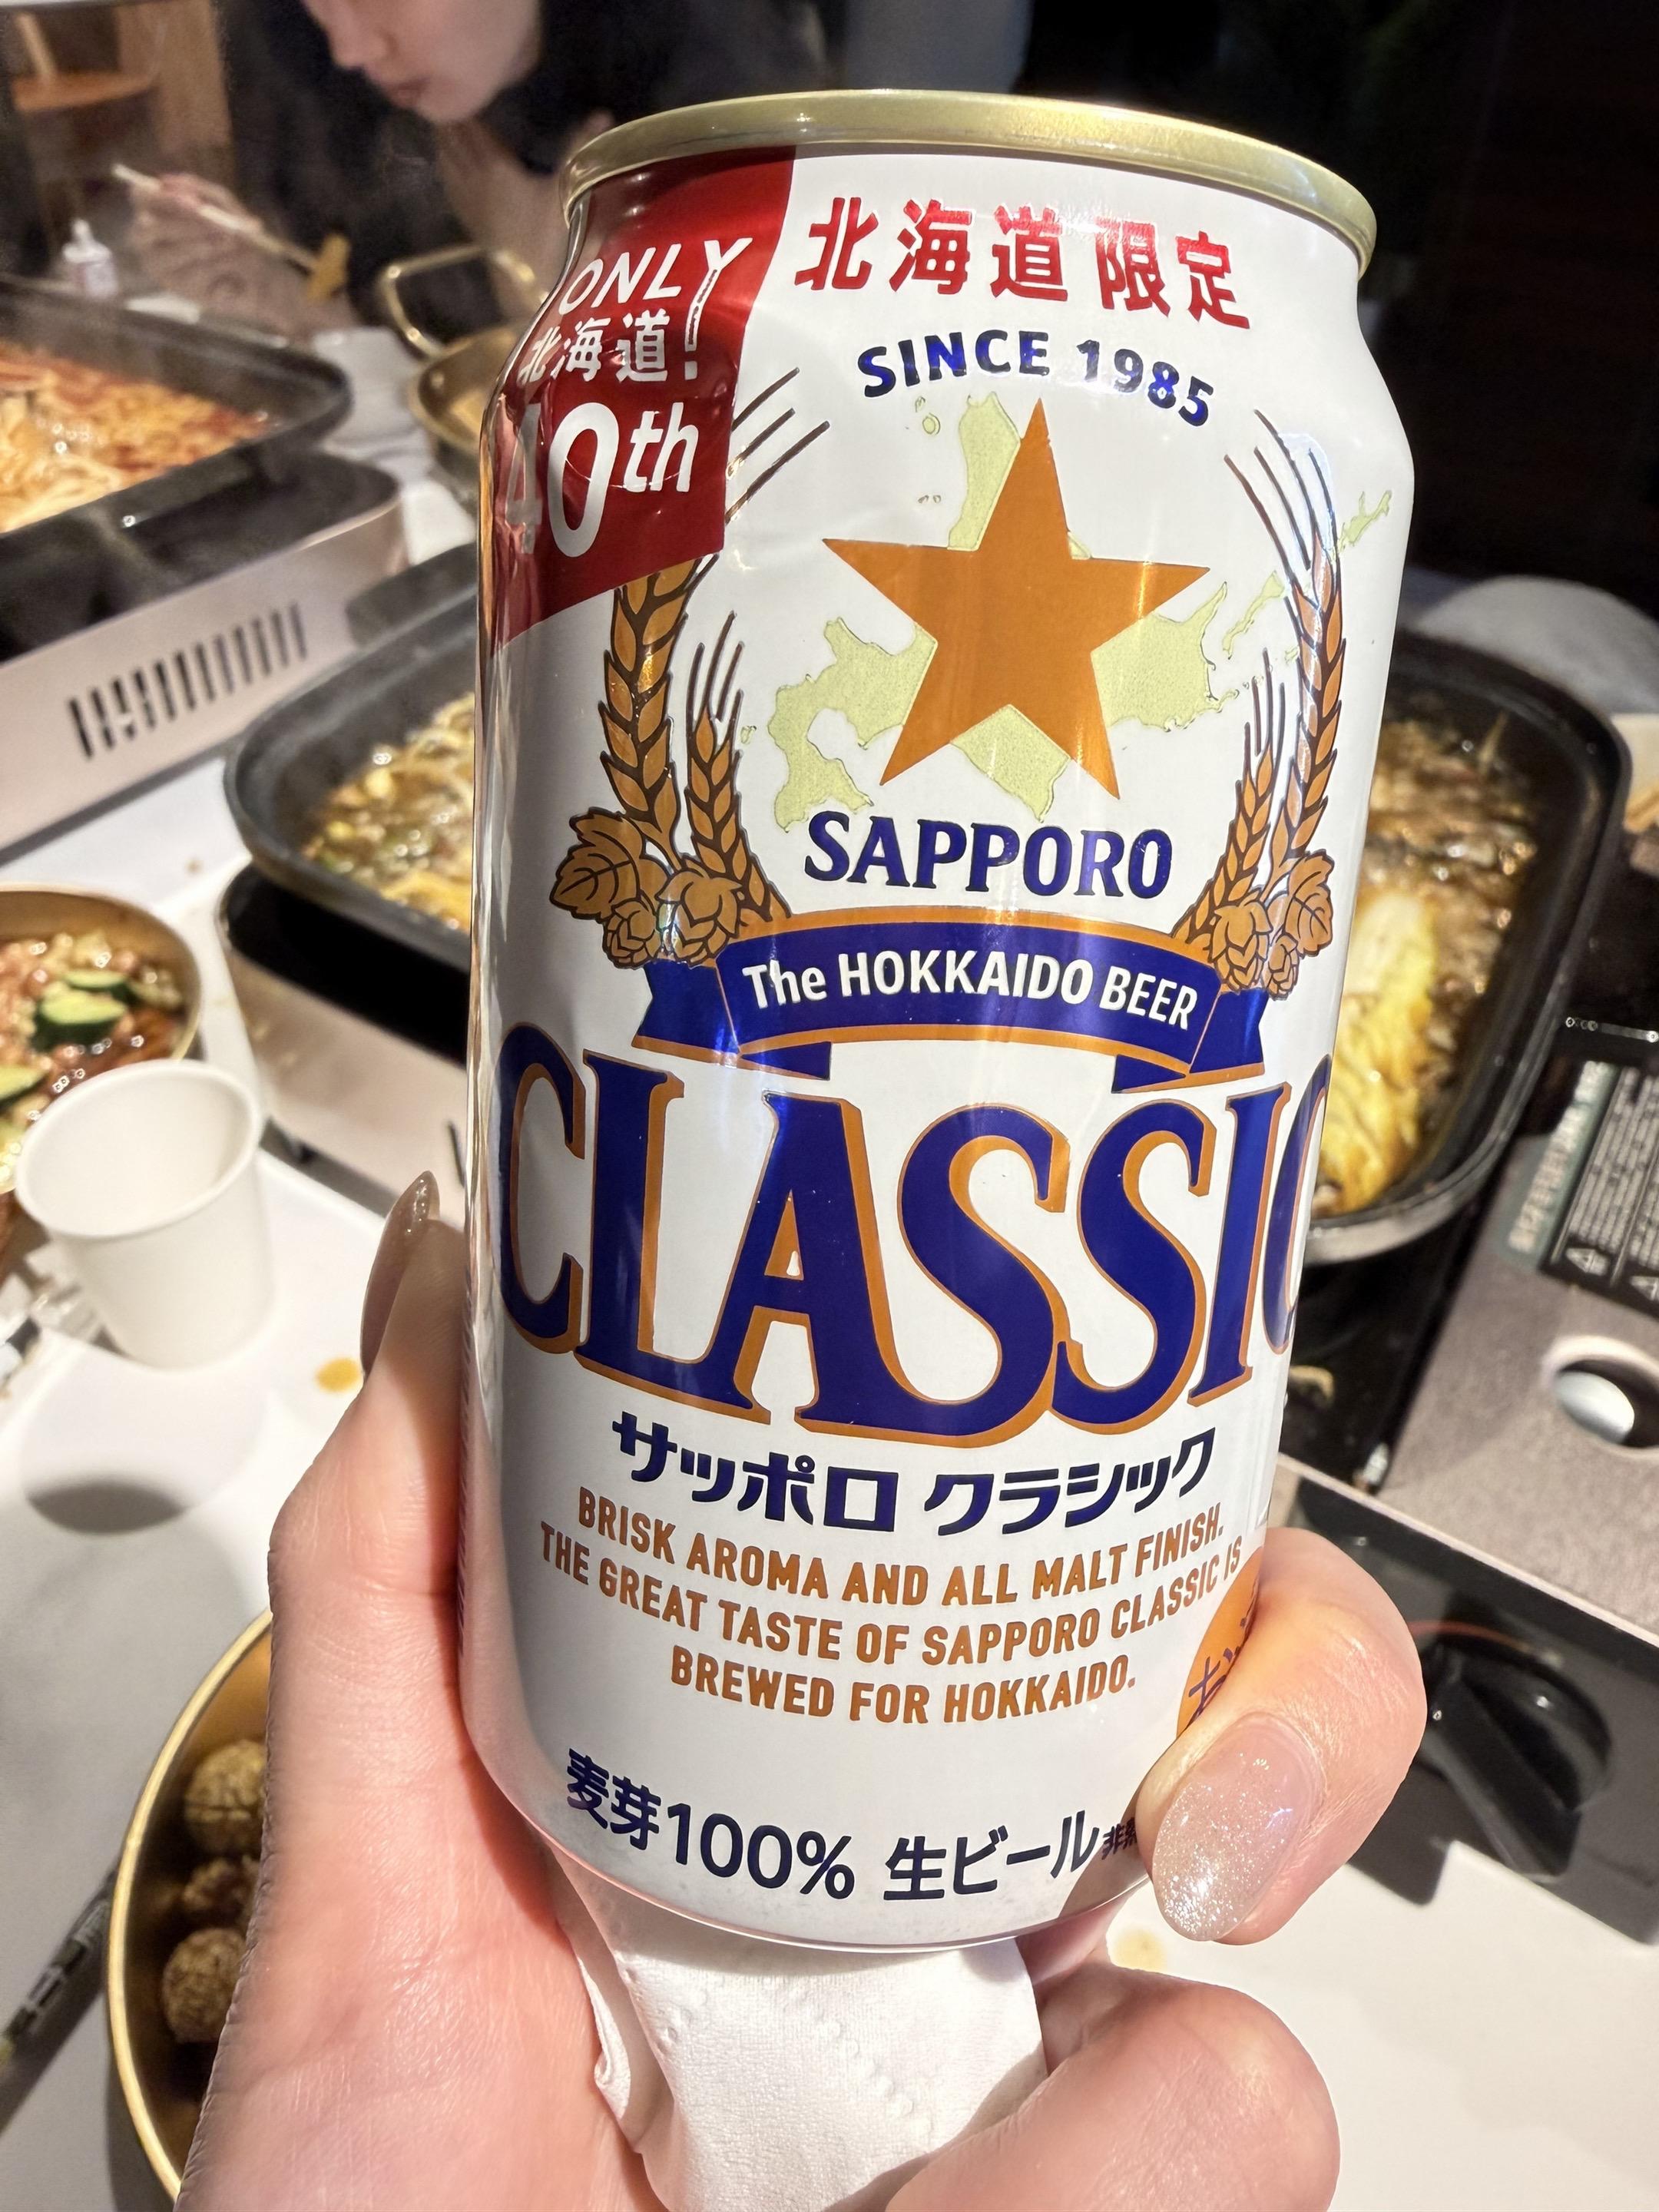 ONLY
北海道!
40th
北海道限定
SINCE 1985
SAPPORO
The HOKKAIDO BEER
CLASSIC
サッポロ クラシック
BRISK AROMA AND ALL MALT FINISH.
THE GREAT TASTE OF SAPPORO CLASSIC IS
BREWED FOR HOKKAIDO.
麦芽100% 生ビール